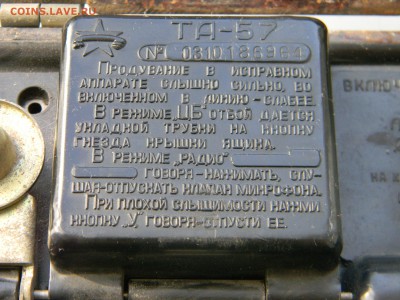 COINS.LAVE.RU
ТА-57
№ 0310186984
ПРОДУВАНИЕ В ИСПРАВНОМ
АППАРАТЕ СЛЫШНО СИЛЬНО, ВО
ВКЛЮЧЕННОМ В ЛИНИЮ-СЛАБЕЕ.
В РЕЖИМЕ „ЦБ" ОТБОЙ ДАЕТСЯ
УКЛАДКОЙ ТРУБКИ НА КНОПКУ
ГНЕЗДА КРЫШКИ ЯЩИКА.
В РЕЖИМЕ „РАДИО"
ГОВОРЯ-НАЖИМАТЬ, СЛУ-
ШАЯ-ОТПУСКАТЬ КЛАПАН МИКРОФОНА.
ПРИ ПЛОХОЙ СЛЫШИМОСТИ НАЖМИ
КНОПКУ „У", ГОВОРЯ-ОТПУСТИ ЕЕ.
ВКЛЮЧЕ